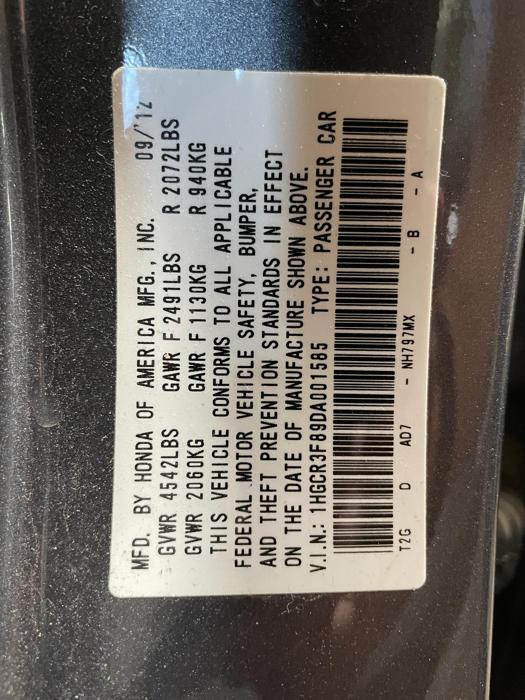 MFD. BY HONDA OF AMERICA MFG., INC. 09/'12
GVWR 4542LBS GAWR F 2491LBS R 2072LBS
GVWR 2060KG GAWR F 1130KG R 940KG
THIS VEHICLE CONFORMS TO ALL APPLICABLE
FEDERAL MOTOR VEHICLE SAFETY, BUMPER,
AND THEFT PREVENTION STANDARDS IN EFFECT
ON THE DATE OF MANUFACTURE SHOWN ABOVE.
V.I.N.: 1HGCR3F89DA001585 TYPE: PASSENGER CAR
T2G D AD7 - NH797MX - B - A